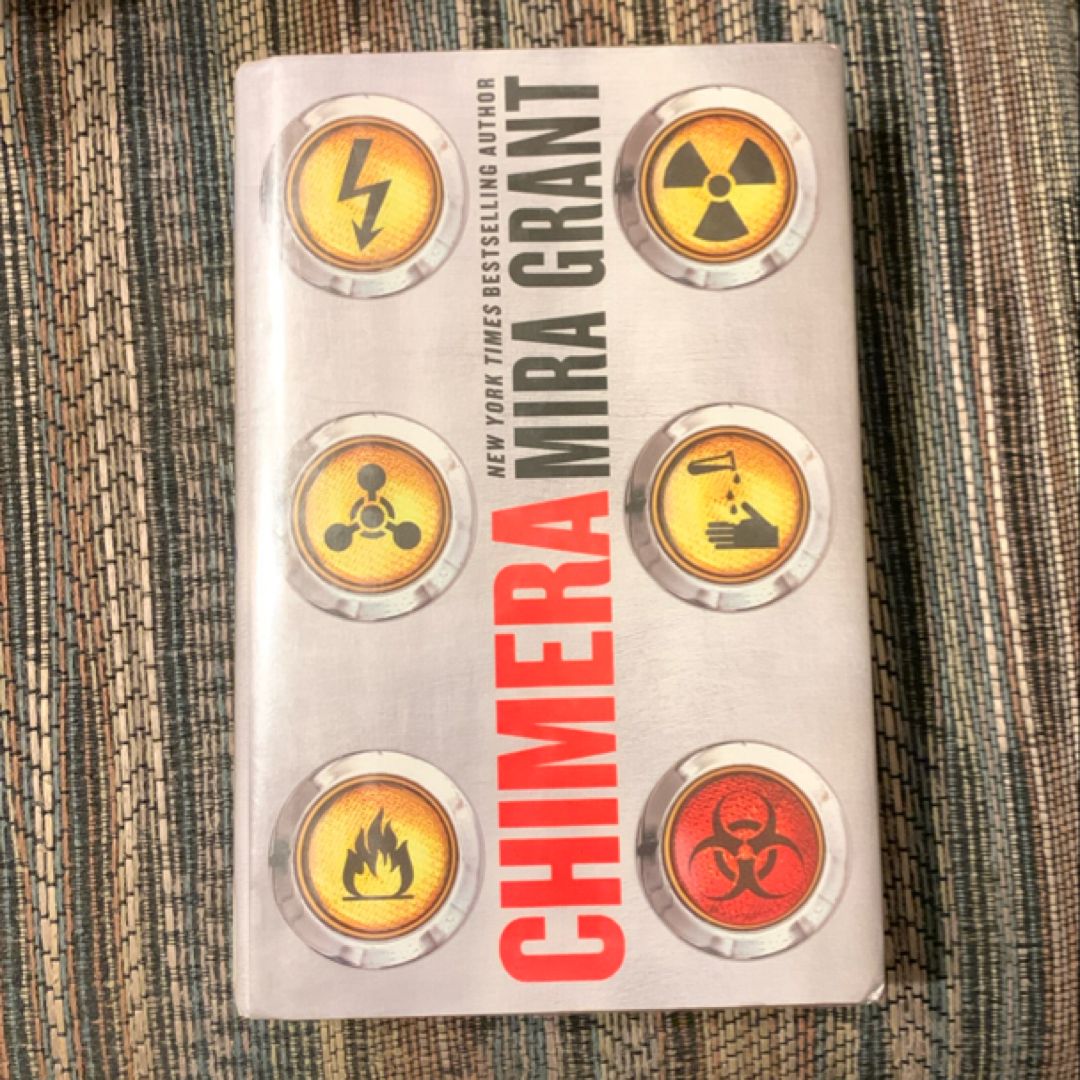 NEW YORK TIMES BESTSELLING AUTHOR
CHIMERA MIRA GRANT